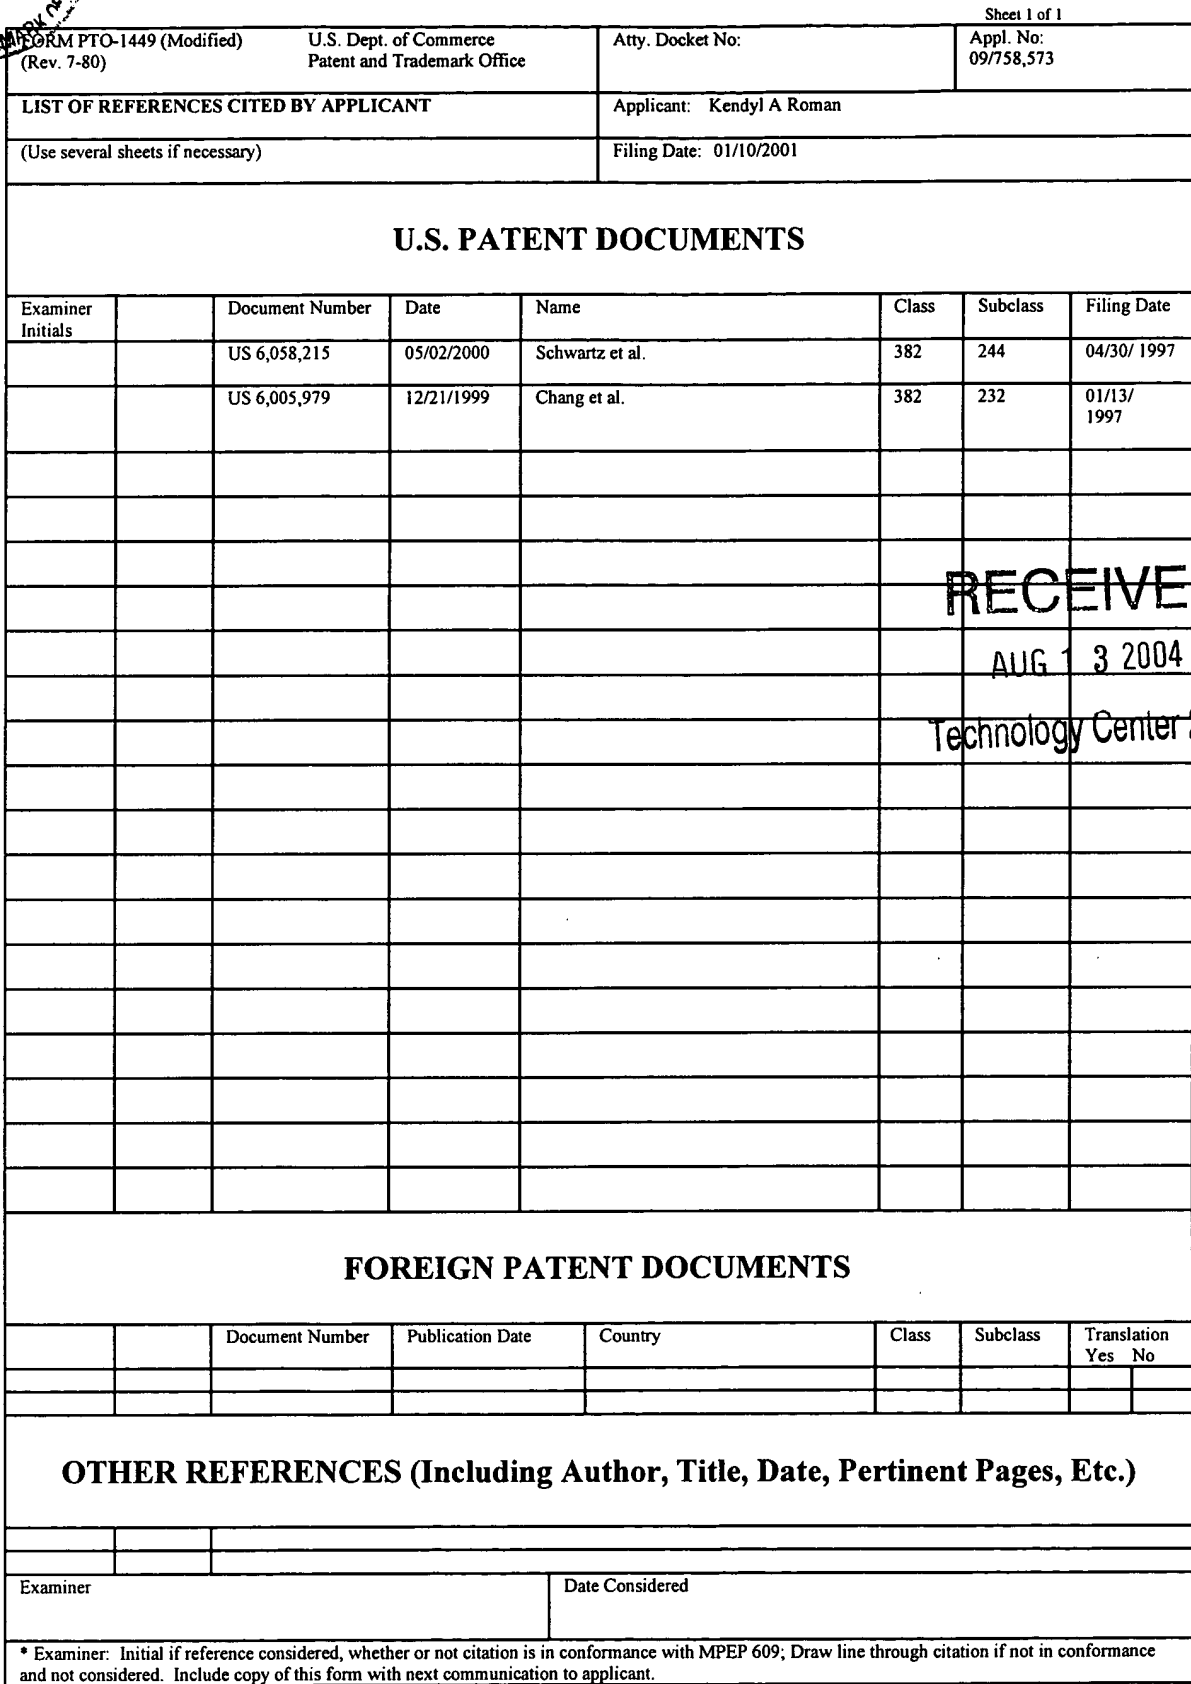 Sheet 1 of 1
FORM PTO-1449 (Modified) U.S. Dept. of Commerce Atty. Docket No: Appl. No:
(Rev. 7-80) Patent and Trademark Office 09/758,573
LIST OF REFERENCES CITED BY APPLICANT Applicant: Kendyl A Roman
(Use several sheets if necessary) Filing Date: 01/10/2001
U.S. PATENT DOCUMENTS
Examiner Document Number Date Name Class Subclass Filing Date
Initials
US 6,058,215 05/02/2000 Schwartz et al. 382 244 04/30/ 1997
US 6,005,979 12/21/1999 Chang et al. 382 232 01/13/
1997
RECEIVE
AUG 13 2004
Technology Center
FOREIGN PATENT DOCUMENTS
Document Number Publication Date Country Class Subclass Translation
Yes No
OTHER REFERENCES (Including Author, Title, Date, Pertinent Pages, Etc.)
Examiner Date Considered
* Examiner: Initial if reference considered, whether or not citation is in conformance with MPEP 609; Draw line through citation if not in conformance
and not considered. Include copy of this form with next communication to applicant.